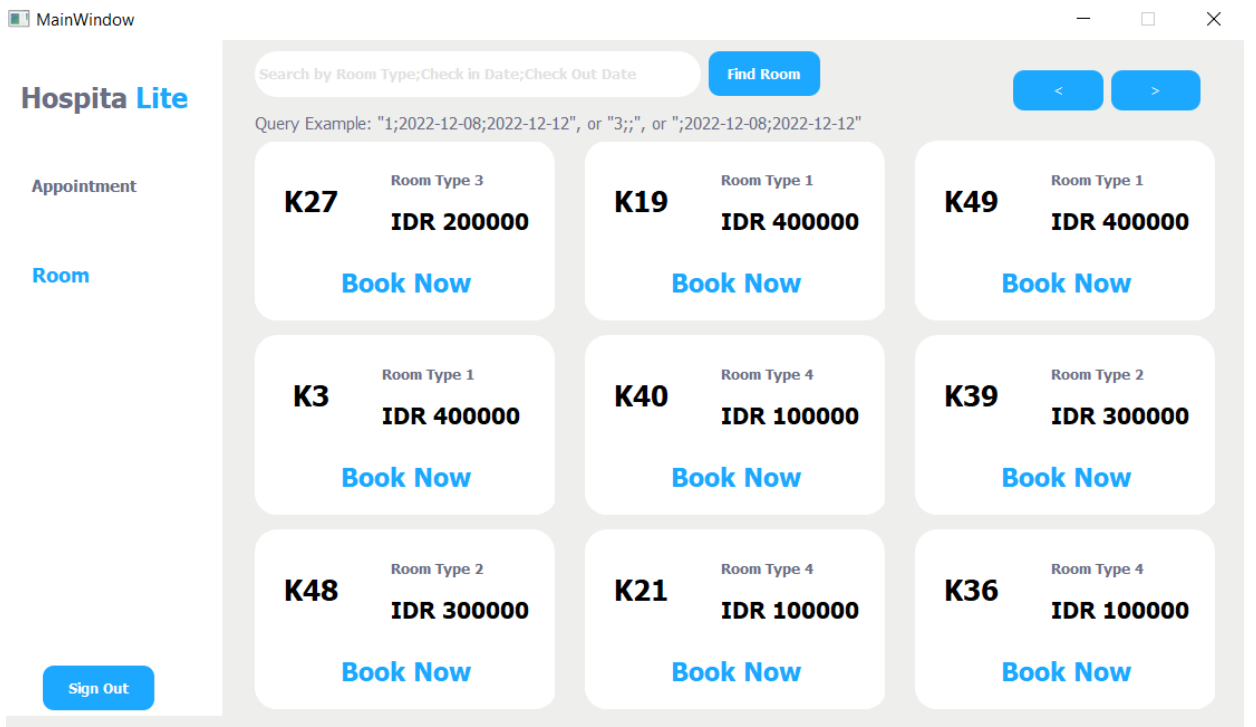 MainWindow
Hospita Lite
Appointment
Room
Sign Out
Search by Room Type;Check in Date;Check Out Date
Find Room
<
>
Query Example: "1;2022-12-08;2022-12-12", or "3;;", or ";2022-12-08;2022-12-12"
K27
Room Type 3
IDR 200000
Book Now
K19
Room Type 1
IDR 400000
Book Now
K49
Room Type 1
IDR 400000
Book Now
K3
Room Type 1
IDR 400000
Book Now
K40
Room Type 4
IDR 100000
Book Now
K39
Room Type 2
IDR 300000
Book Now
K48
Room Type 2
IDR 300000
Book Now
K21
Room Type 4
IDR 100000
Book Now
K36
Room Type 4
IDR 100000
Book Now